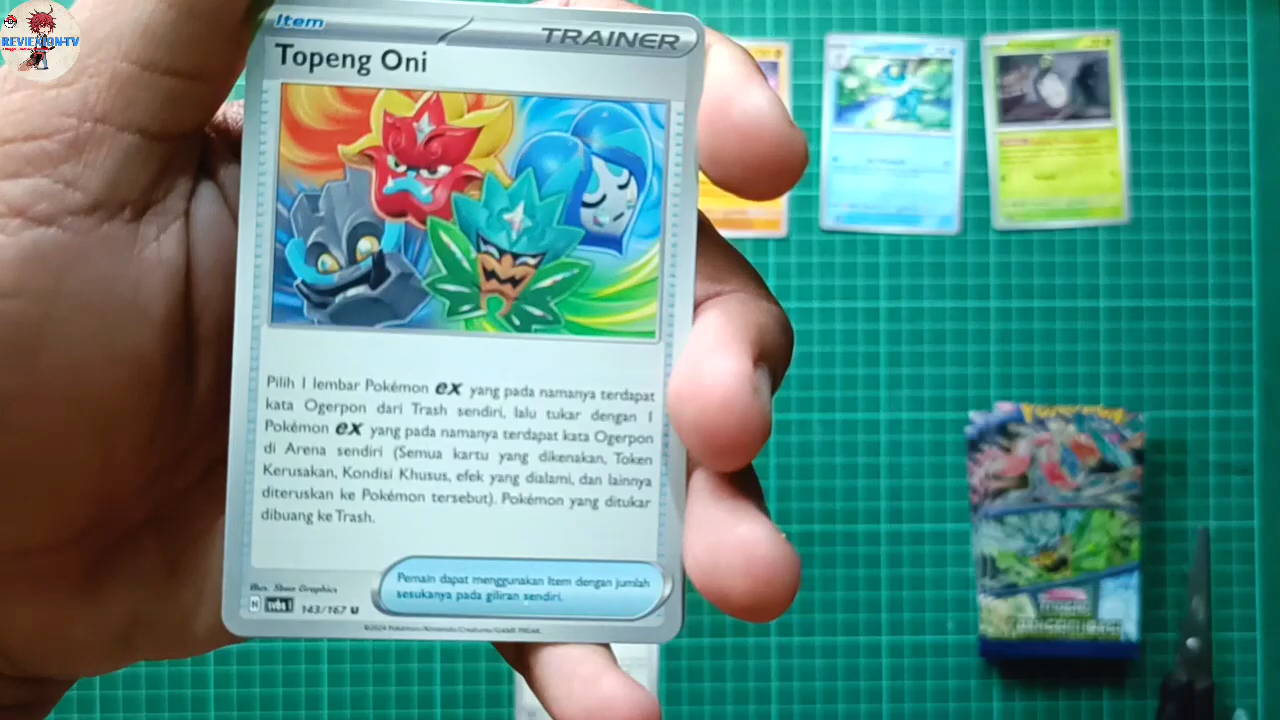 REVIEXION TV
Item
TRAINER
Topeng Oni
Pilih 1 lembar Pokémon ex yang pada namanya terdapat
kata Ogerpon dari Trash sendiri, lalu tukar dengan 1
Pokémon ex yang pada namanya terdapat kata Ogerpon
di Arena sendiri (Semua kartu yang dikenakan, Token
Kerusakan, Kondisi Khusus, efek yang dialami, dan lainnya
diteruskan ke Pokémon tersebut). Pokémon yang ditukar
dibuang ke Trash.
Pemain dapat menggunakan Item dengan jumlah
sesukanya pada giliran sendiri.
Illus. Study Graphics
H 143/167 U
©2024 Pokémon/Nintendo/Creatures/GAME FREAK